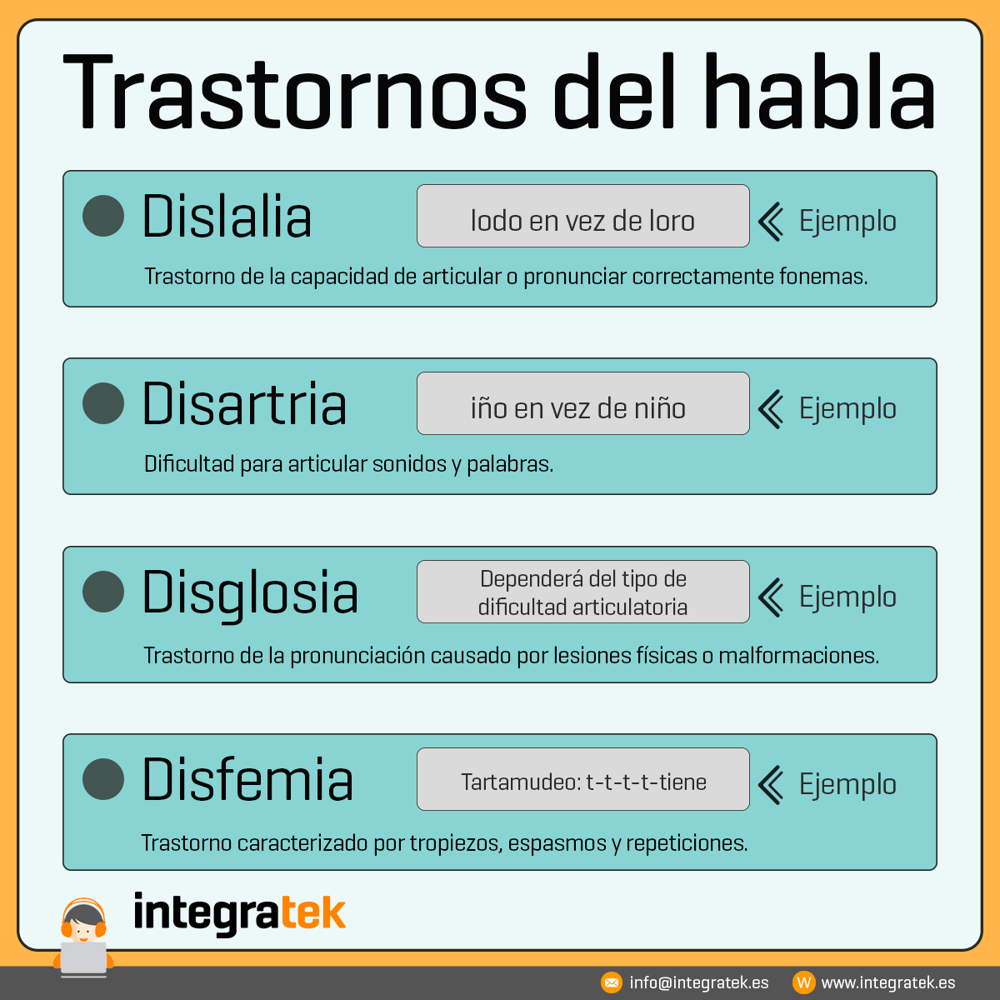 Trastornos del habla
Dislalia
lodo en vez de loro
Ejemplo
Trastorno de la capacidad de articular o pronunciar correctamente fonemas.
Disartria
iño en vez de niño
Ejemplo
Dificultad para articular sonidos y palabras.
Disglosia
Dependerá del tipo de
dificultad articulatoria
Ejemplo
Trastorno de la pronunciación causado por lesiones físicas o malformaciones.
Disfemia
Tartamudeo: t-t-t-t-tiene
Ejemplo
Trastorno caracterizado por tropiezos, espasmos y repeticiones.
integratek
info@integratek.es
W www.integratek.es